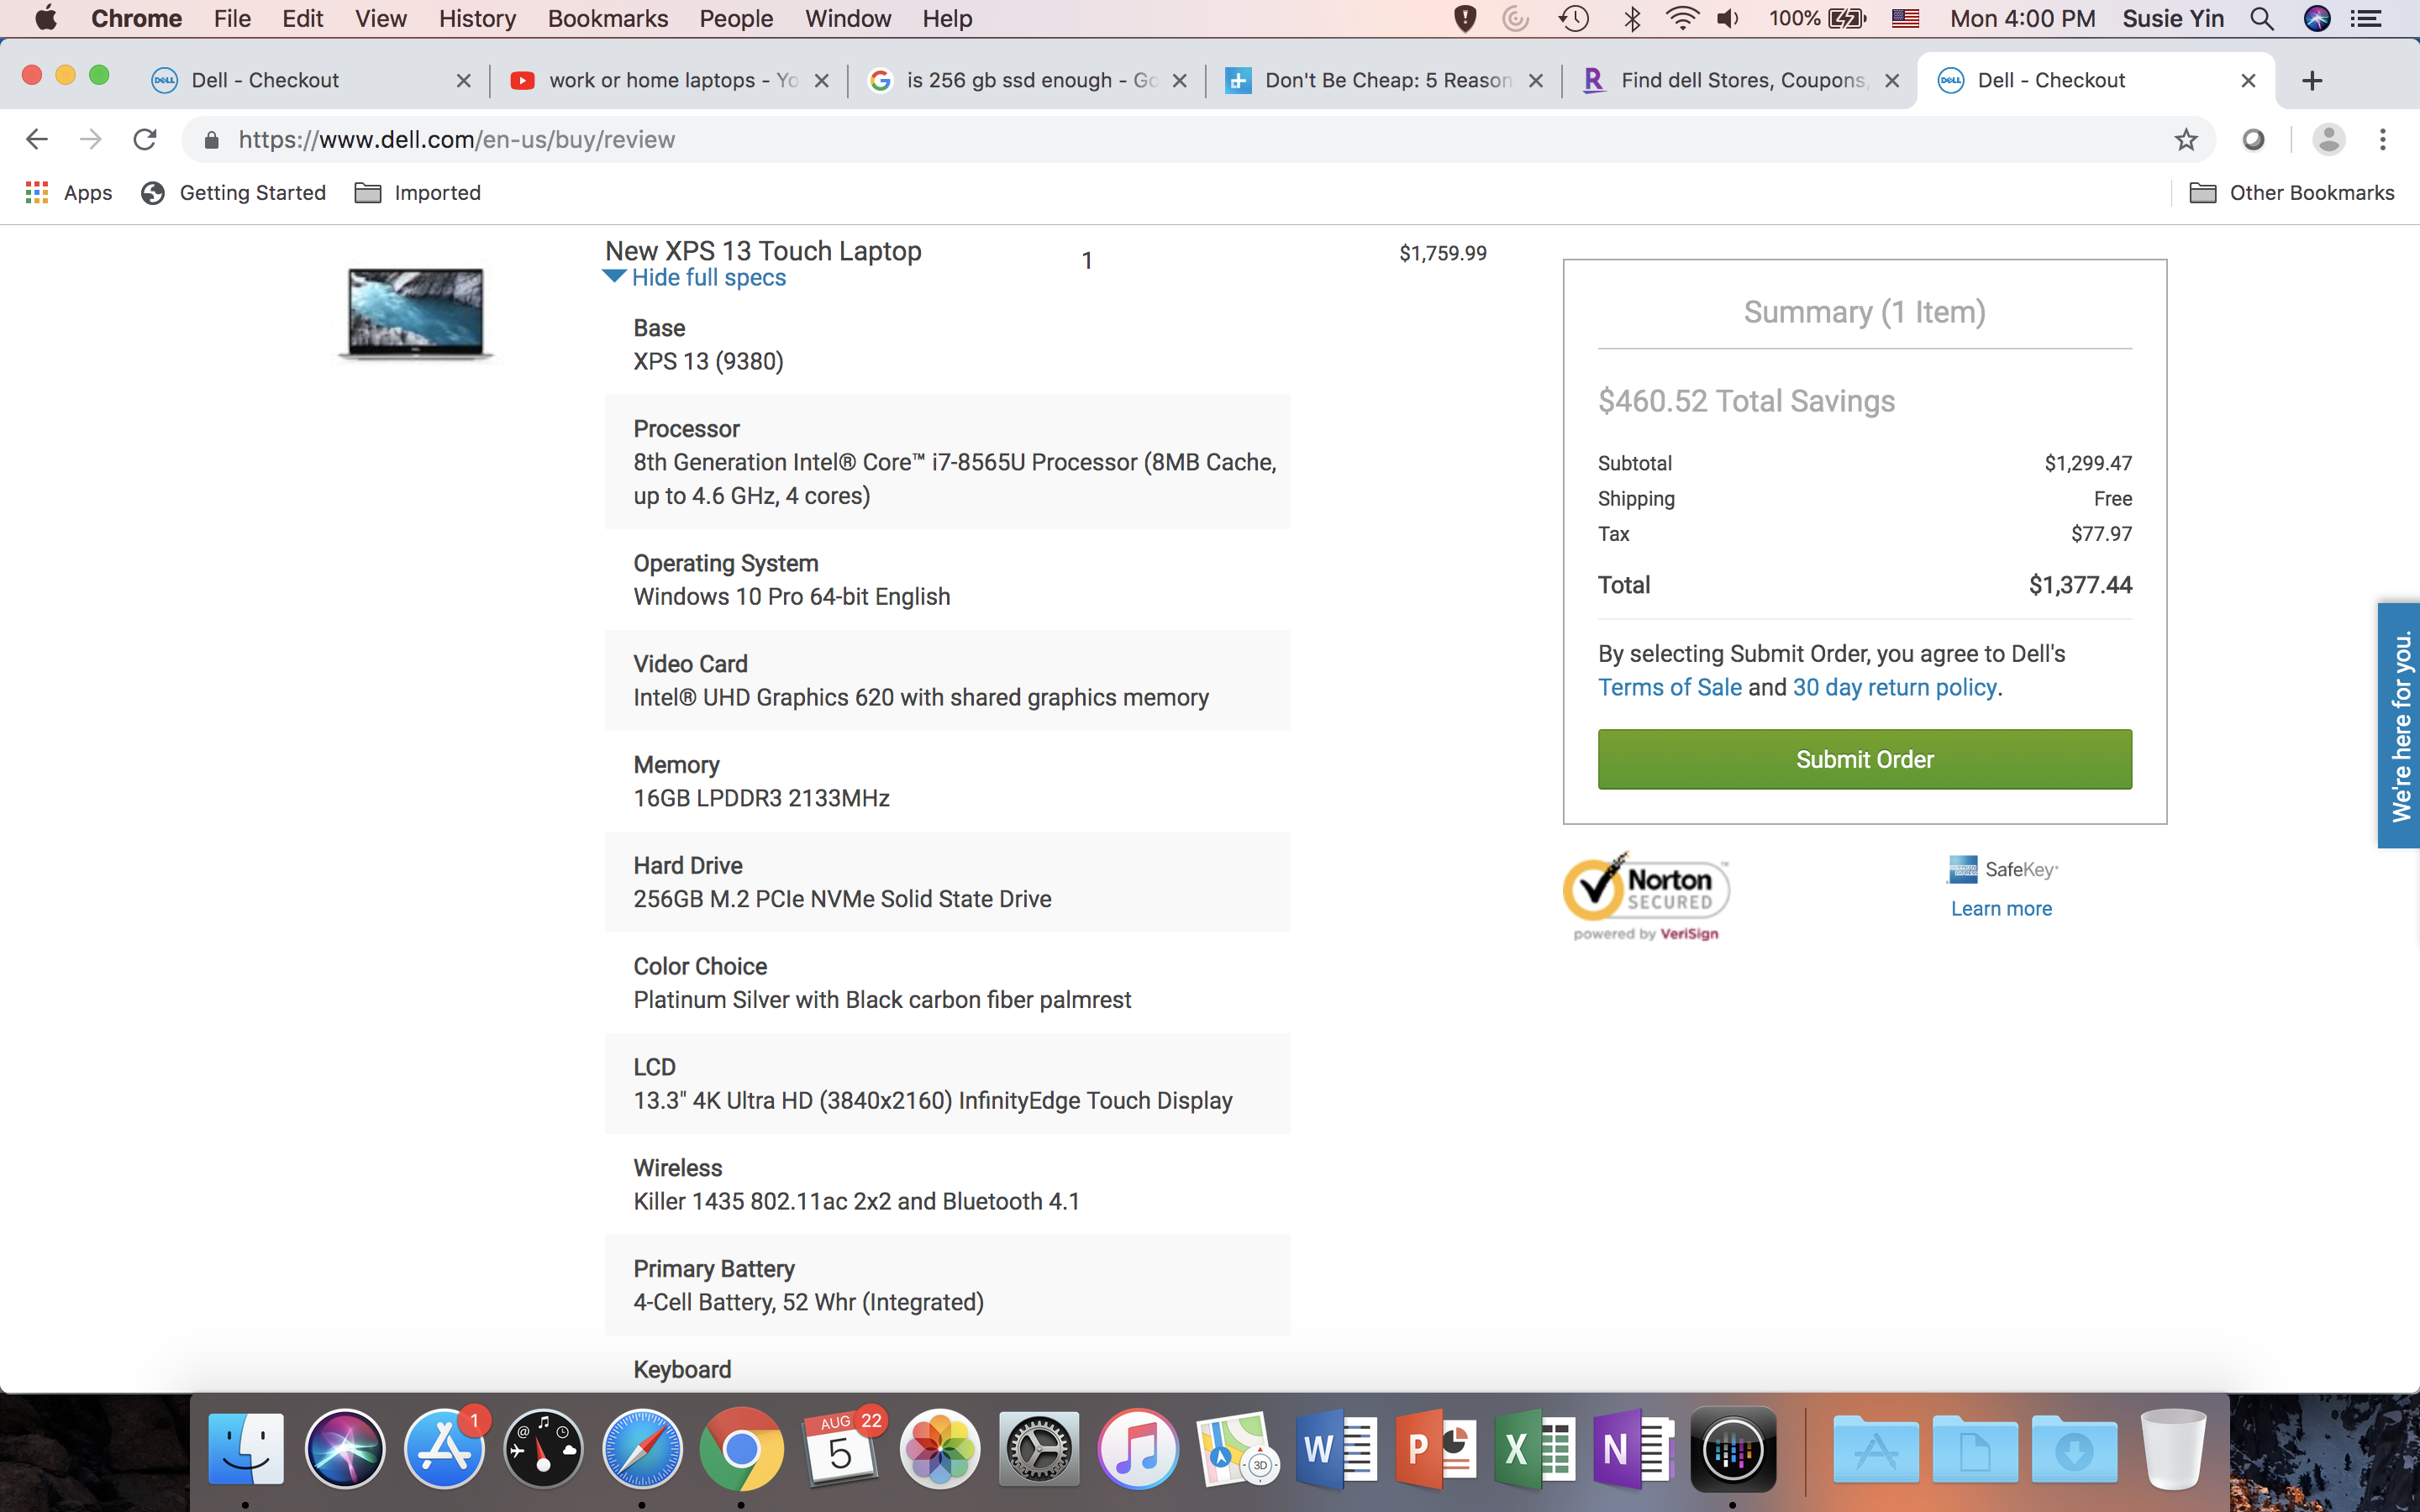 Chrome File Edit View History Bookmarks People Window Help 100% Mon 4:00 PM Susie Yin
DELL Dell - Checkout work or home laptops - Yo is 256 gb ssd enough - Go Don't Be Cheap: 5 Reason Find dell Stores, Coupons, DELL Dell - Checkout
https://www.dell.com/en-us/buy/review
Apps Getting Started Imported Other Bookmarks
New XPS 13 Touch Laptop 1 $1,759.99
Hide full specs
Base
XPS 13 (9380)
Processor
8th Generation Intel® Core™ i7-8565U Processor (8MB Cache,
up to 4.6 GHz, 4 cores)
Operating System
Windows 10 Pro 64-bit English
Video Card
Intel® UHD Graphics 620 with shared graphics memory
Memory
16GB LPDDR3 2133MHz
Hard Drive
256GB M.2 PCIe NVMe Solid State Drive
Color Choice
Platinum Silver with Black carbon fiber palmrest
LCD
13.3" 4K Ultra HD (3840x2160) InfinityEdge Touch Display
Wireless
Killer 1435 802.11ac 2x2 and Bluetooth 4.1
Primary Battery
4-Cell Battery, 52 Whr (Integrated)
Keyboard
Summary (1 Item)
$460.52 Total Savings
Subtotal $1,299.47
Shipping Free
Tax $77.97
Total $1,377.44
By selecting Submit Order, you agree to Dell's
Terms of Sale and 30 day return policy.
Submit Order
Norton
SECURED
powered by VeriSign
SafeKey
Learn more
We're here for you.
1
AUG 22
5
3D
W P X N